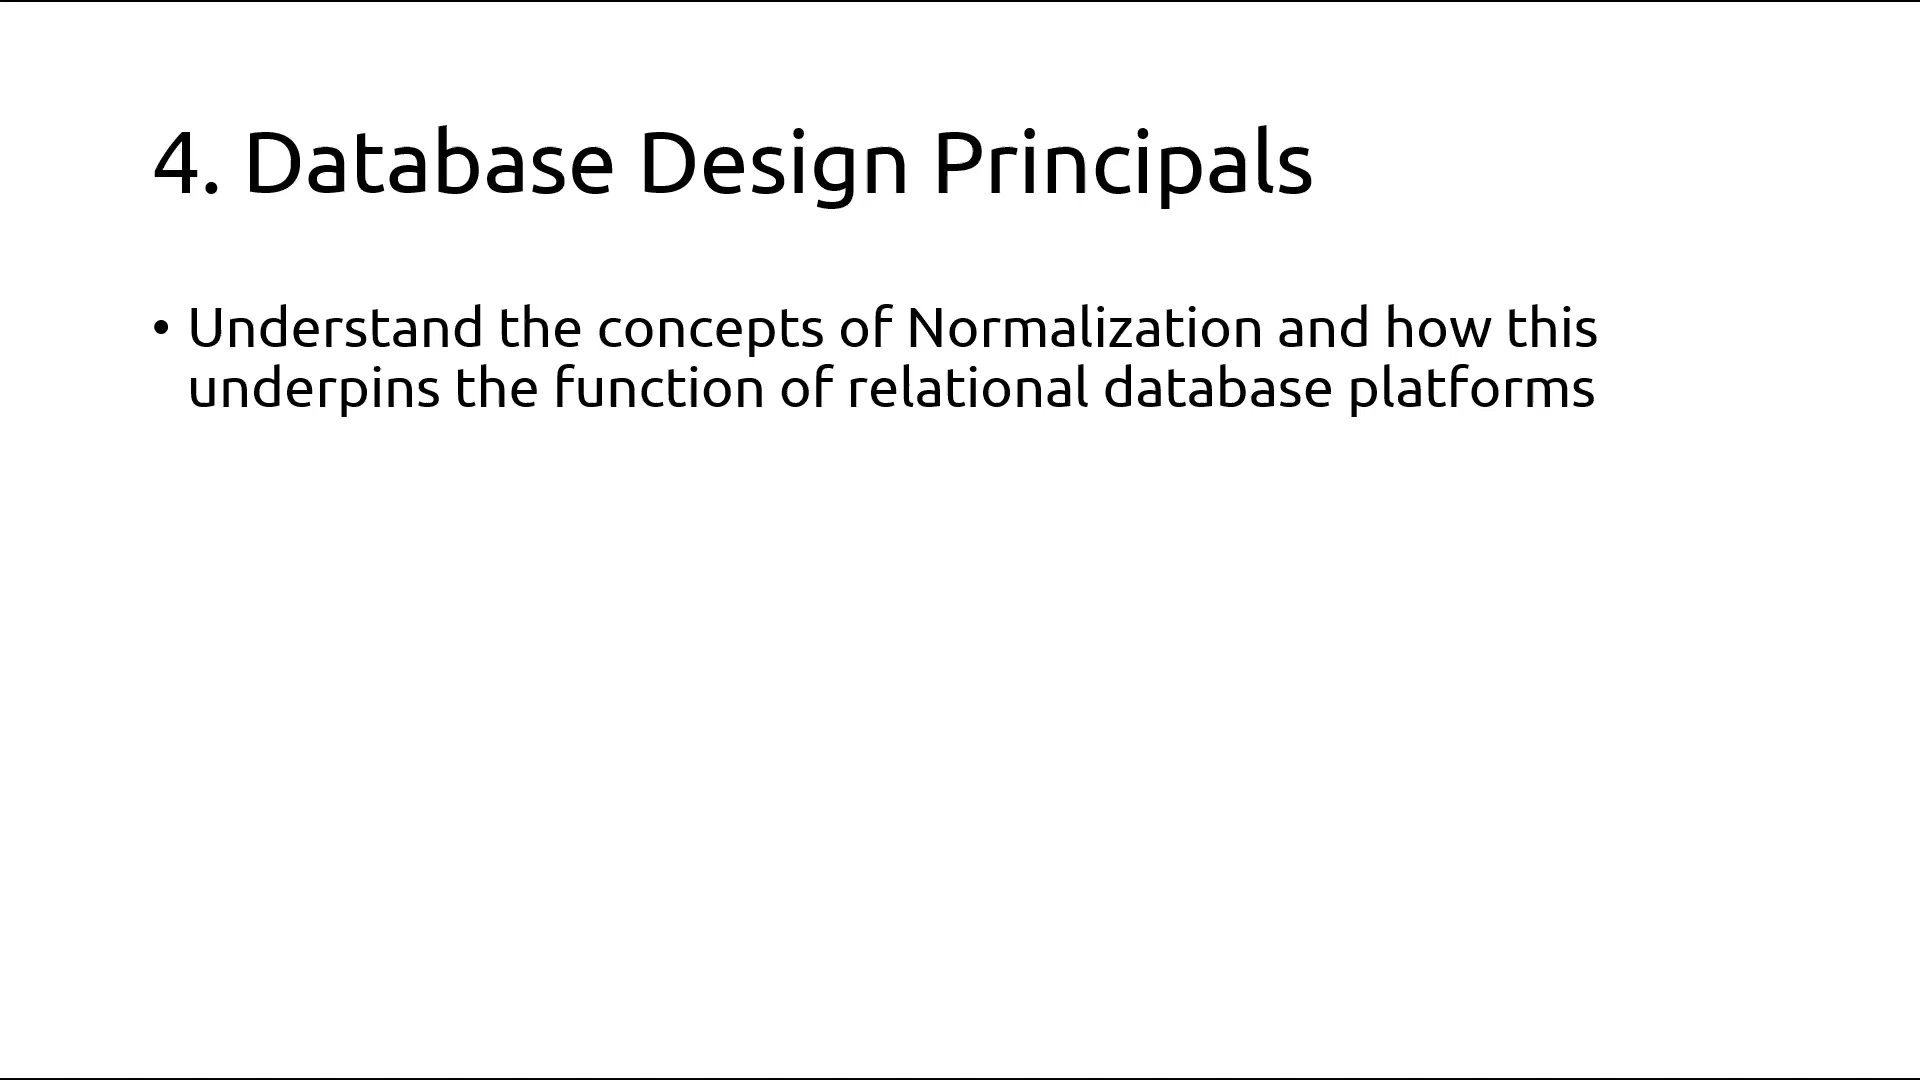 4. Database Design Principals
• Understand the concepts of Normalization and how this
underpins the function of relational database platforms